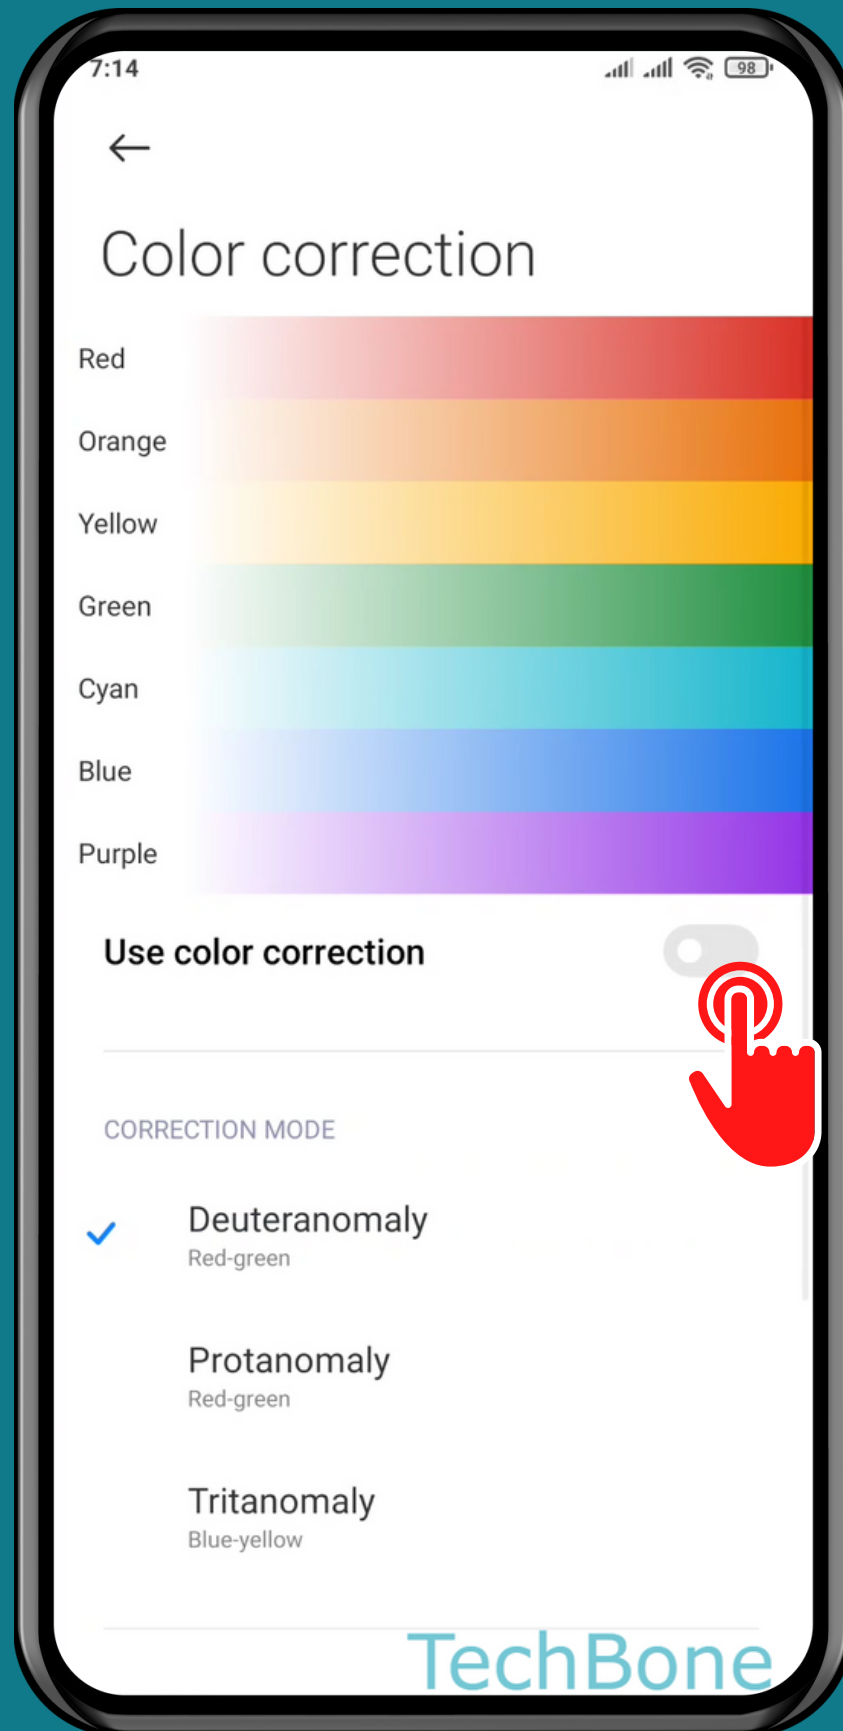 7:14
98
Color correction
Red
Orange
Yellow
Green
Cyan
Blue
Purple
Use color correction
CORRECTION MODE
Deuteranomaly
Red-green
Protanomaly
Red-green
Tritanomaly
Blue-yellow
TechBone